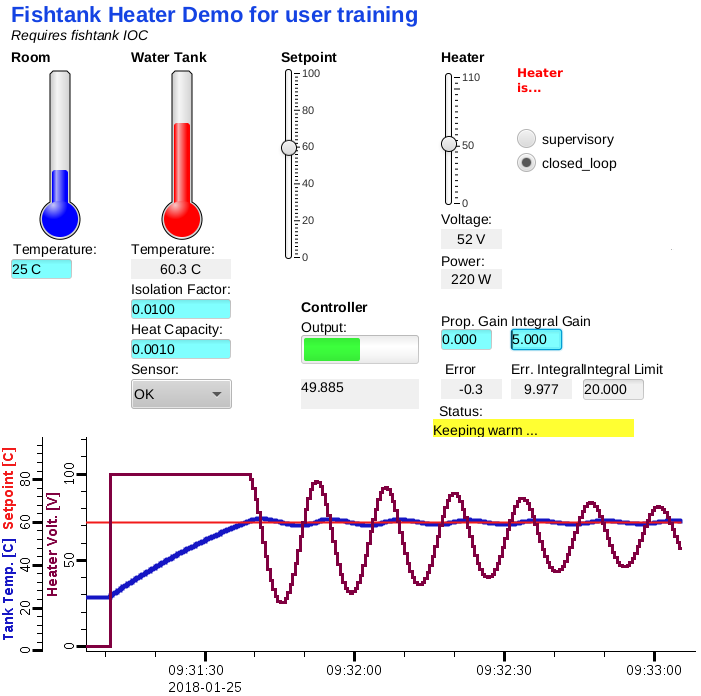 Fishtank Heater Demo for user training
Requires fishtank IOC
Room
Water Tank
Setpoint
Heater
100
80
60
40
20
0
110
50
0
Heater
is...
supervisory
closed_loop
Temperature:
25 C
Temperature:
60.3 C
Isolation Factor:
0.0100
Heat Capacity:
0.0010
Sensor:
OK
Voltage:
52 V
Power:
220 W
Controller
Output:
49.885
Prop. Gain Integral Gain
0.000 5.000
Error Err. Integral Integral Limit
-0.3 9.977 20.000
Status:
Keeping warm ...
Tank Temp. [C] Setpoint [C]
80
60
40
20
0
Heater Volt. [V]
100
50
0
09:31:30 09:32:00 09:32:30 09:33:00
2018-01-25